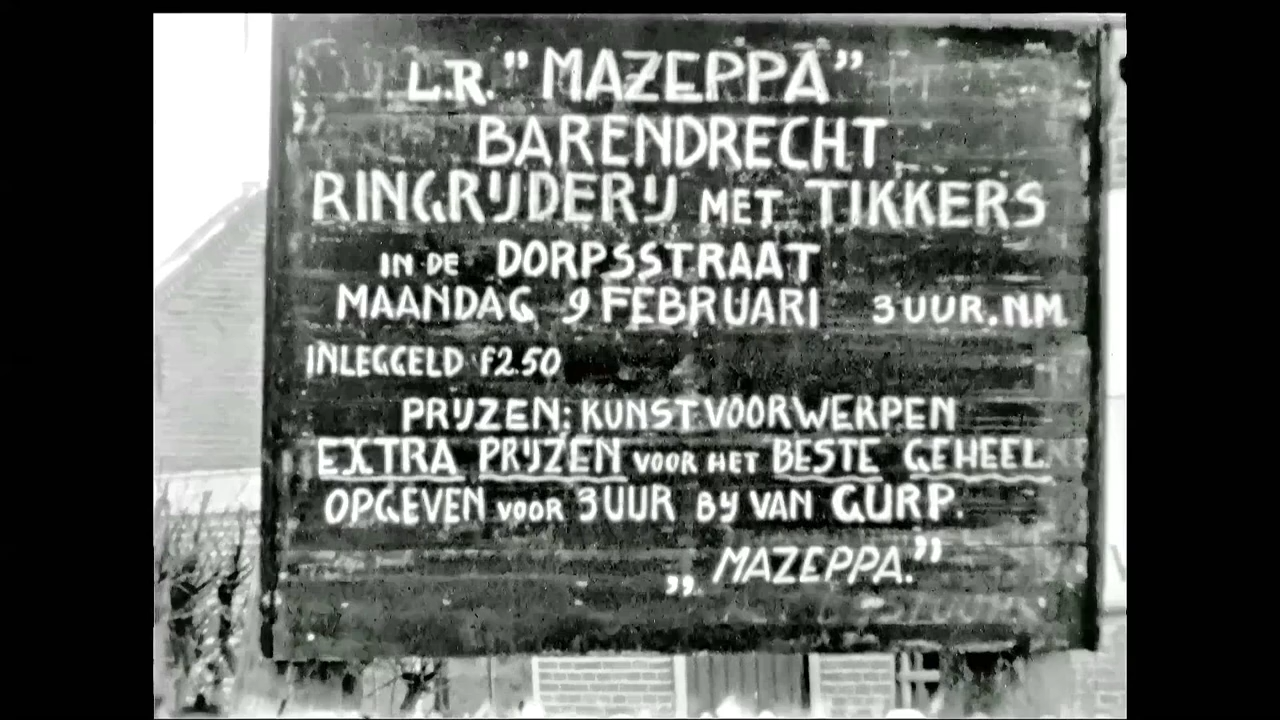 L.R. "MAZEPPA"
BARENDRECHT
RINGRIJDERIJ MET TIKKERS
IN DE DORPSSTRAAT
MAANDAG 9 FEBRUARI 3 UUR. N.M.
INLEGGELD f2.50
PRIJZEN: KUNSTVOORWERPEN
EXTRA PRIJZEN VOOR HET BESTE GEHEEL.
OPGEVEN VOOR 3 UUR BY VAN GURP.
„MAZEPPA.”